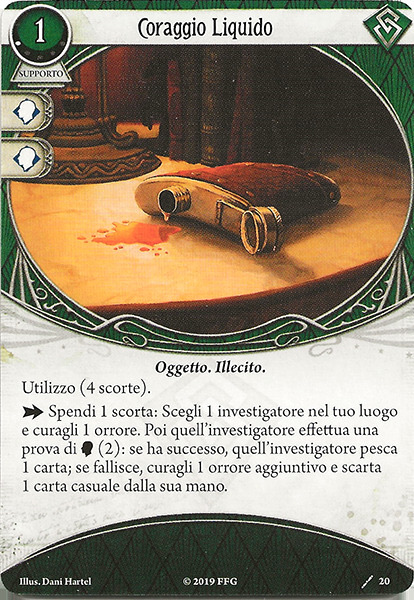 1
Coraggio Liquido
SUPPORTO
Oggetto. Illecito.
Utilizzo (4 scorte).
Spendi 1 scorta: Scegli 1 investigatore nel tuo luogo
e curagli 1 orrore. Poi quell'investigatore effettua una
prova di (2): se ha successo, quell'investigatore pesca
1 carta; se fallisce, curagli 1 orrore aggiuntivo e scarta
1 carta casuale dalla sua mano.
Illus. Dani Hartel
© 2019 FFG
20